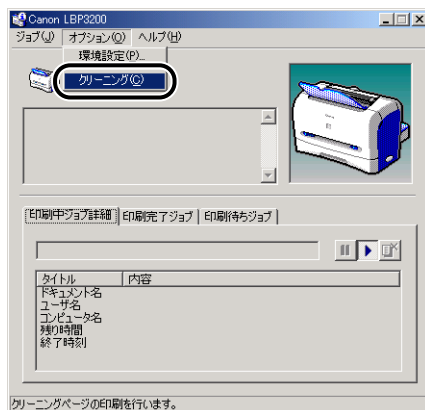 Canon LBP3200
ジョブ(J) オプション(O) ヘルプ(H)
環境設定(P)...
クリーニング(C)
印刷中ジョブ詳細 印刷完了ジョブ 印刷待ちジョブ
タイトル 内容
ドキュメント名
ユーザ名
コンピュータ名
残り時間
終了時刻
クリーニングページの印刷を行います。